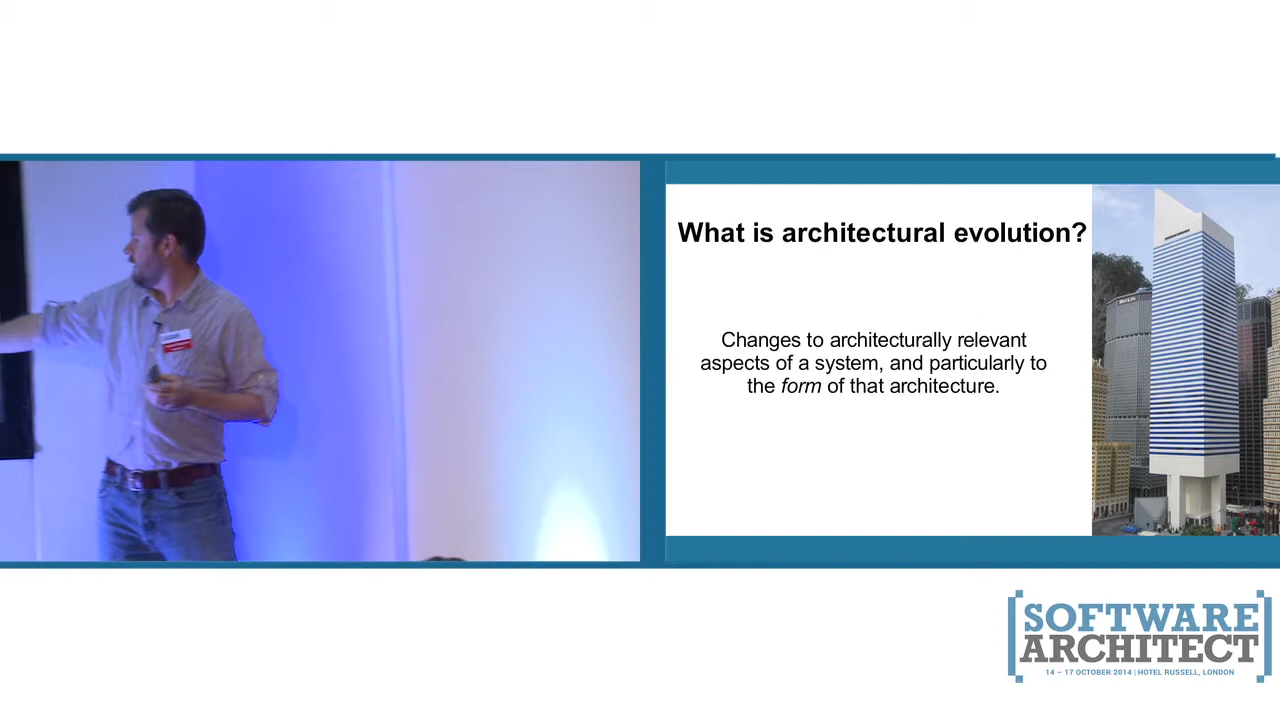 What is architectural evolution?
Changes to architecturally relevant
aspects of a system, and particularly to
the form of that architecture.
MetLife
SOFTWARE
ARCHITECT
14 – 17 OCTOBER 2014 | HOTEL RUSSELL, LONDON